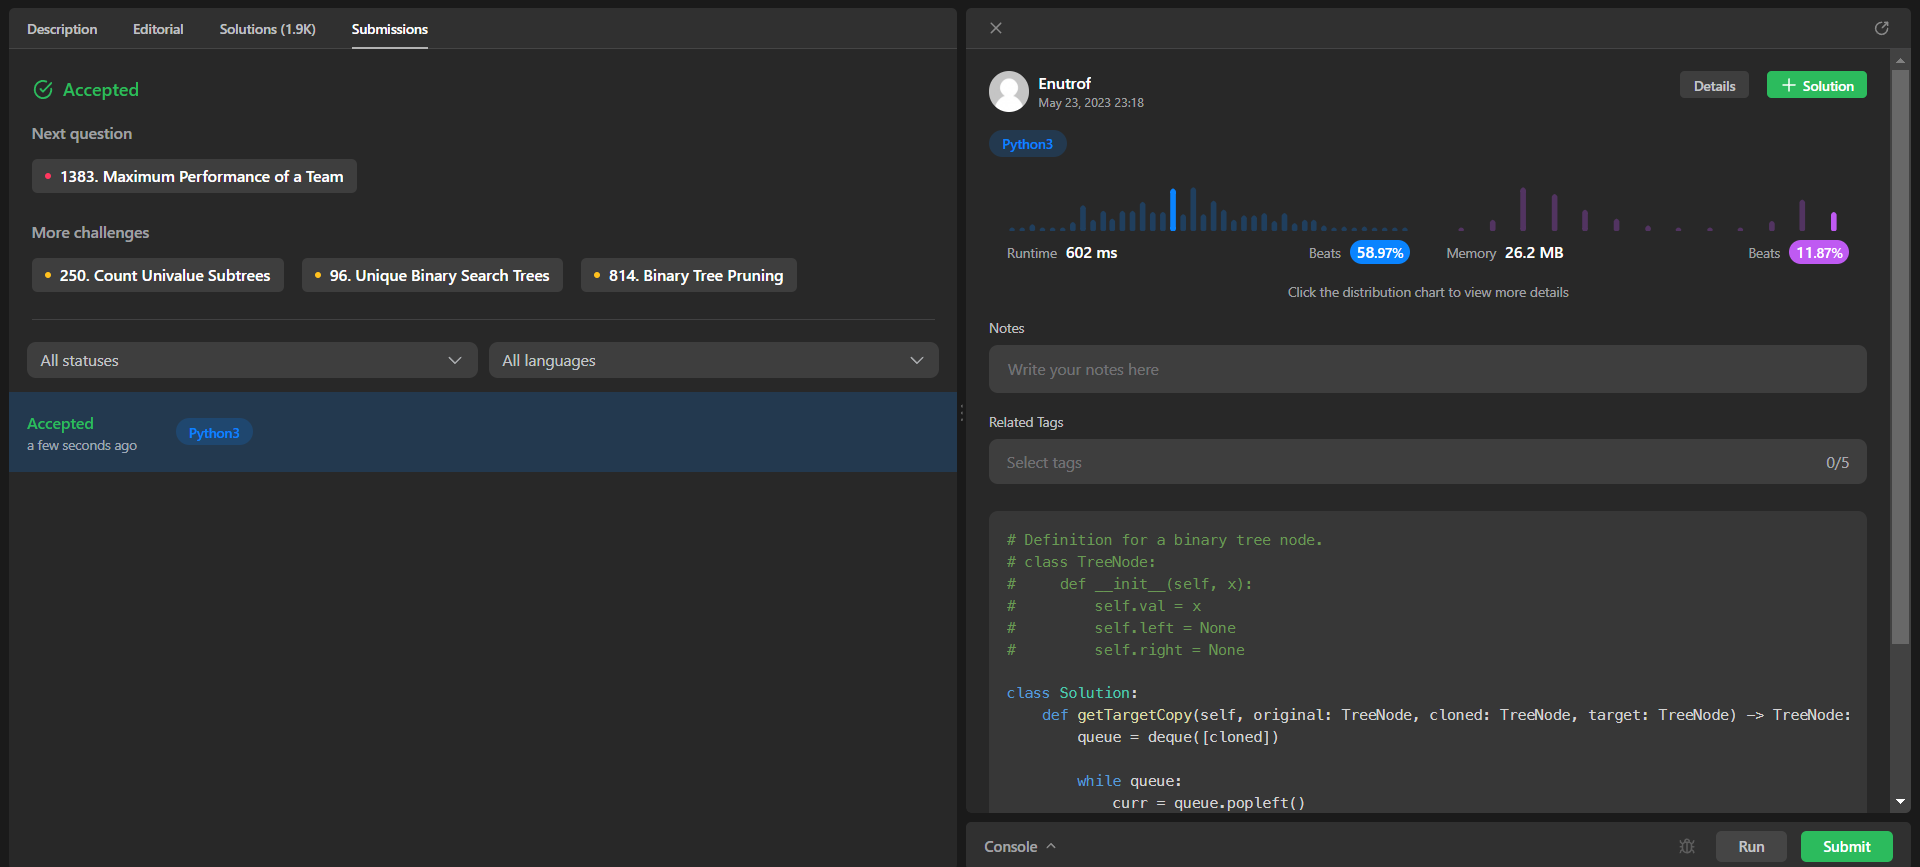 Description Editorial Solutions (1.9K) Submissions
Accepted
Next question
1383. Maximum Performance of a Team
More challenges
250. Count Univalue Subtrees 96. Unique Binary Search Trees 814. Binary Tree Pruning
All statuses All languages
Accepted
a few seconds ago
Python3
Enutrof
May 23, 2023 23:18
Details + Solution
Python3
Runtime 602 ms Beats 58.97% Memory 26.2 MB Beats 11.87%
Click the distribution chart to view more details
Notes
Write your notes here
Related Tags
Select tags 0/5
# Definition for a binary tree node.
# class TreeNode:
#     def __init__(self, x):
#         self.val = x
#         self.left = None
#         self.right = None
class Solution:
    def getTargetCopy(self, original: TreeNode, cloned: TreeNode, target: TreeNode) -> TreeNode:
        queue = deque([cloned])
        while queue:
            curr = queue.popleft()
Console Run Submit